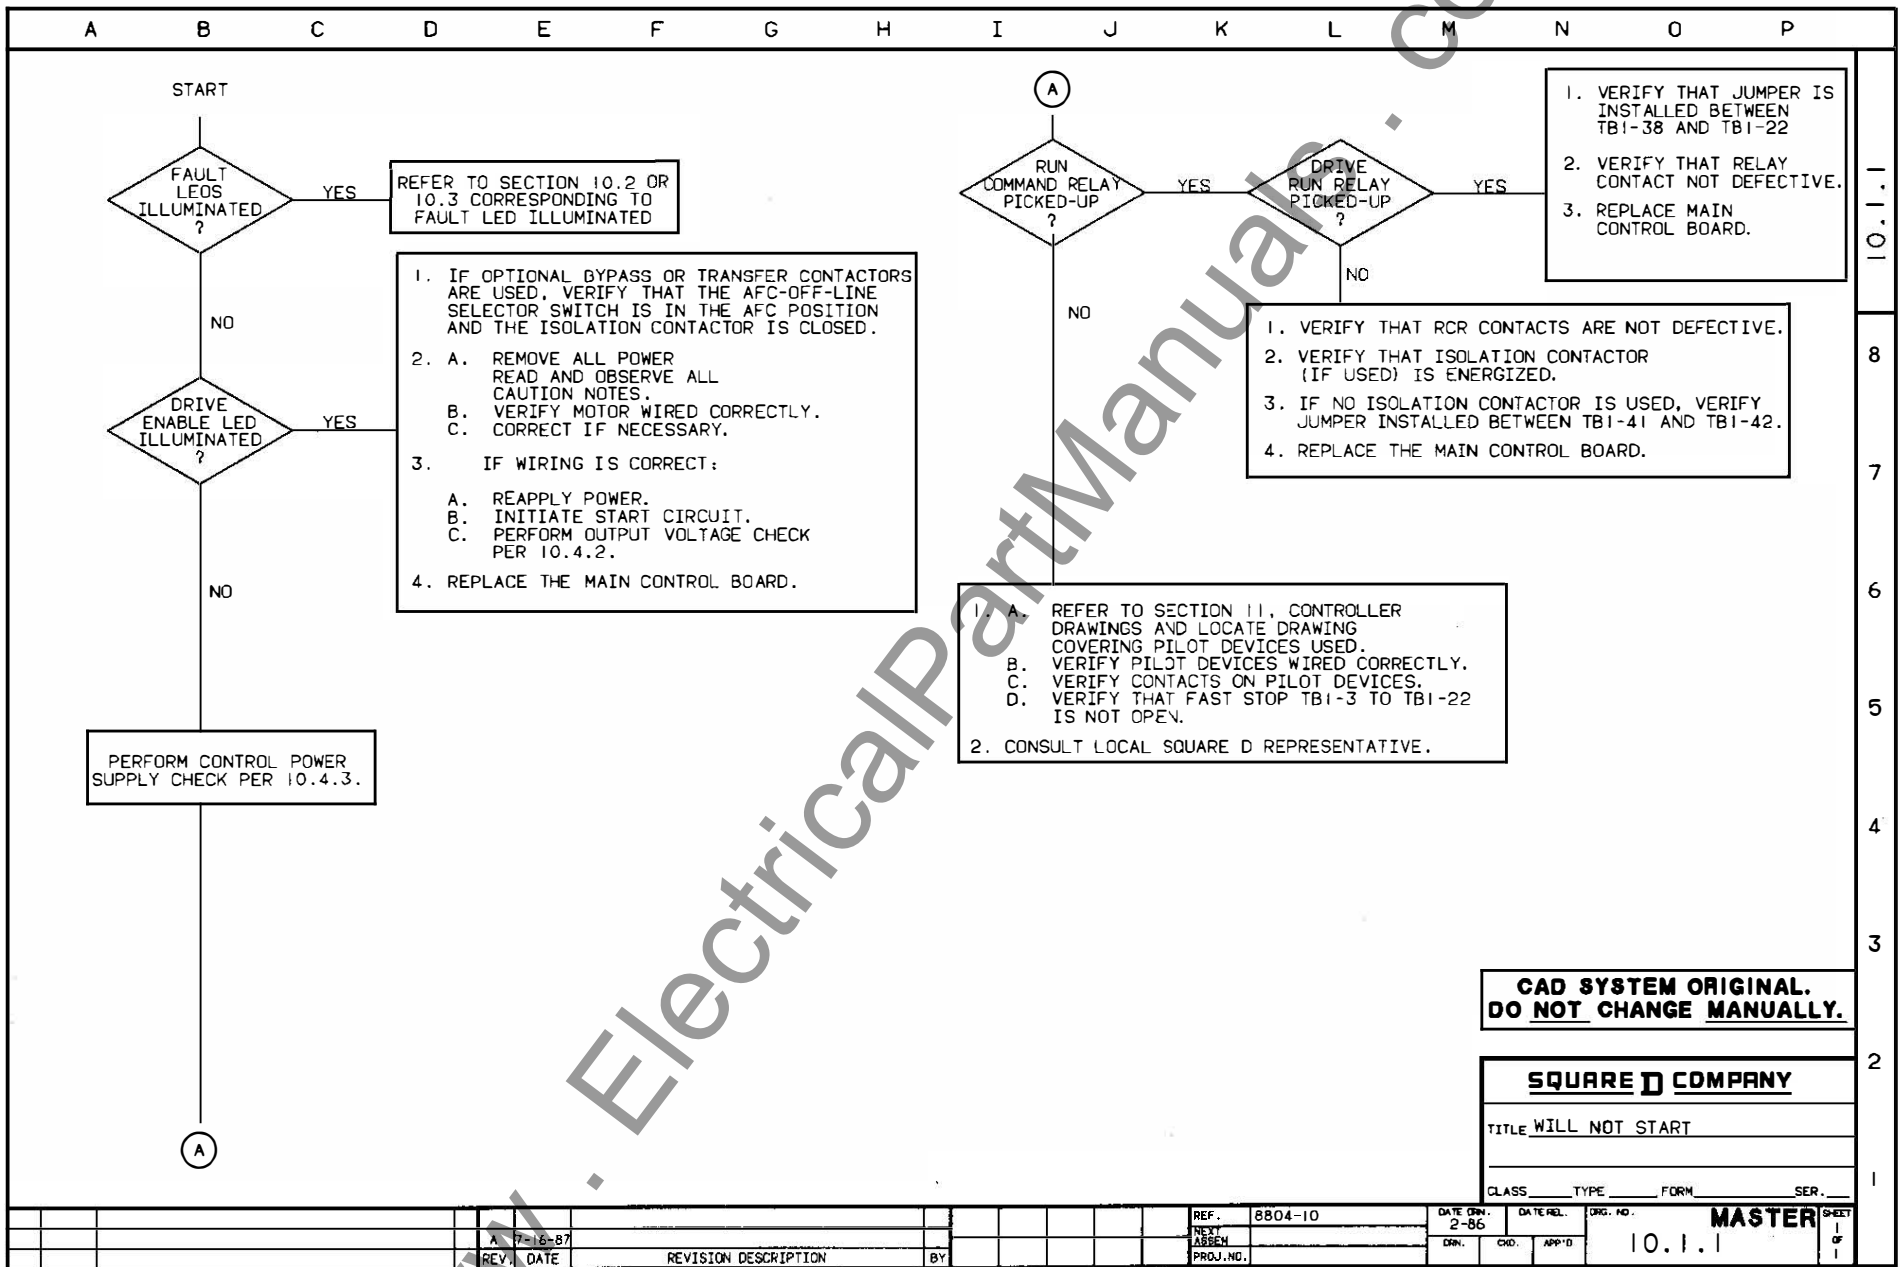 A B C D E F G H I J K L M N O P
START
FAULT
LEDS
ILLUMINATED
?
YES
REFER TO SECTION 10.2 OR
10.3 CORRESPONDING TO
FAULT LED ILLUMINATED
NO
DRIVE
ENABLE LED
ILLUMINATED
?
YES
1. IF OPTIONAL BYPASS OR TRANSFER CONTACTORS
ARE USED, VERIFY THAT THE AFC-OFF-LINE
SELECTOR SWITCH IS IN THE AFC POSITION
AND THE ISOLATION CONTACTOR IS CLOSED.
2. A. REMOVE ALL POWER
READ AND OBSERVE ALL
CAUTION NOTES.
B. VERIFY MOTOR WIRED CORRECTLY.
C. CORRECT IF NECESSARY.
3. IF WIRING IS CORRECT:
A. REAPPLY POWER.
B. INITIATE START CIRCUIT.
C. PERFORM OUTPUT VOLTAGE CHECK
PER 10.4.2.
4. REPLACE THE MAIN CONTROL BOARD.
NO
PERFORM CONTROL POWER
SUPPLY CHECK PER 10.4.3.
A
A
RUN
COMMAND RELAY
PICKED-UP
?
YES
DRIVE
RUN RELAY
PICKED-UP
?
YES
1. VERIFY THAT JUMPER IS
INSTALLED BETWEEN
TB1-38 AND TB1-22
2. VERIFY THAT RELAY
CONTACT NOT DEFECTIVE.
3. REPLACE MAIN
CONTROL BOARD.
NO
1. VERIFY THAT RCR CONTACTS ARE NOT DEFECTIVE.
2. VERIFY THAT ISOLATION CONTACTOR
(IF USED) IS ENERGIZED.
3. IF NO ISOLATION CONTACTOR IS USED, VERIFY
JUMPER INSTALLED BETWEEN TB1-41 AND TB1-42.
4. REPLACE THE MAIN CONTROL BOARD.
NO
1. A. REFER TO SECTION 11, CONTROLLER
DRAWINGS AND LOCATE DRAWING
COVERING PILOT DEVICES USED.
B. VERIFY PILOT DEVICES WIRED CORRECTLY.
C. VERIFY CONTACTS ON PILOT DEVICES.
D. VERIFY THAT FAST STOP TB1-3 TO TB1-22
IS NOT OPEN.
2. CONSULT LOCAL SQUARE D REPRESENTATIVE.
10.1.1
8
7
6
5
4
3
2
1
CAD SYSTEM ORIGINAL.
DO NOT CHANGE MANUALLY.
SQUARE D COMPANY
TITLE WILL NOT START
CLASS TYPE FORM SER.
A 7-16-87
REV. DATE REVISION DESCRIPTION BY
REF. 8804-10
NEXT
ASSEM
PROJ.NO.
DATE DRN. 2-86
DATE REL.
DRN. CKD. APP'D
DRG. NO. 10.1.1
MASTER
SHEET
1
OF
1
w . ElectricalPartManuals . co